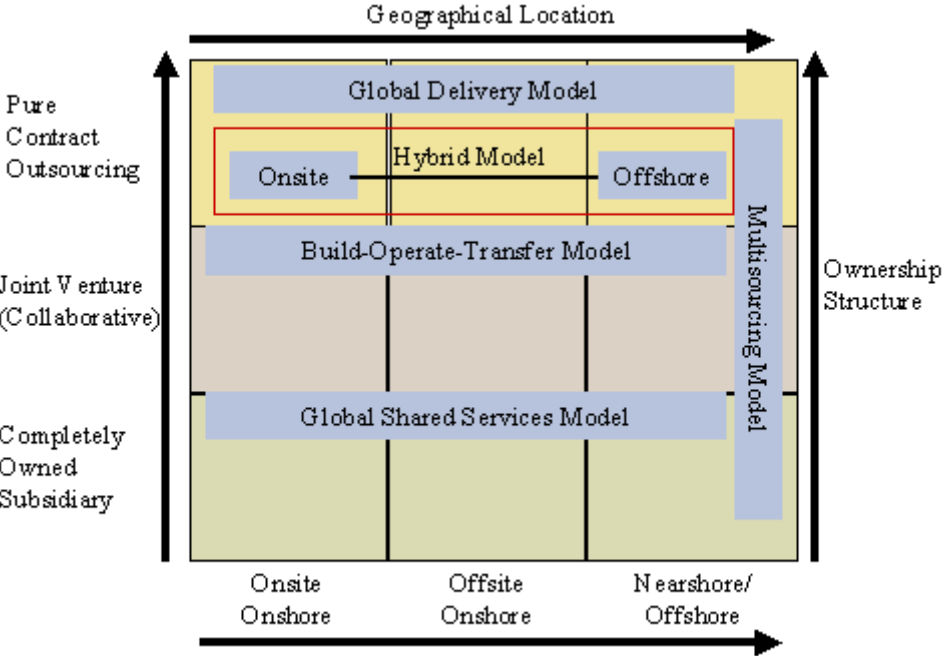 Geographical Location
Pure
Contract
Outsourcing
Global Delivery Model
Hybrid Model
Onsite
Offshore
Build-Operate-Transfer Model
Multisourcing Model
Joint Venture
(Collaborative)
Ownership
Structure
Global Shared Services Model
Completely
Owned
Subsidiary
Onsite
Onshore
Offsite
Onshore
Nearshore/
Offshore